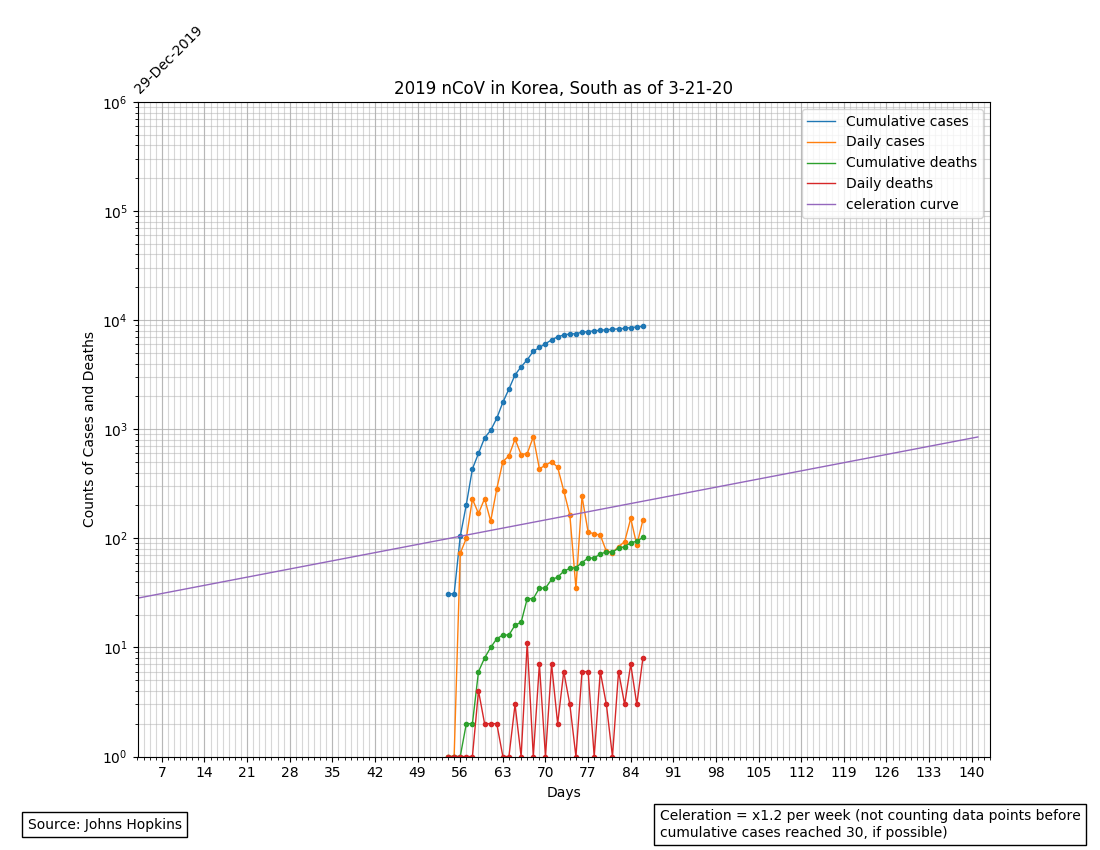 29-Dec-2019
2019 nCoV in Korea, South as of 3-21-20
10^6
10^5
10^4
10^3
10^2
10^1
10^0
Counts of Cases and Deaths
Cumulative cases
Daily cases
Cumulative deaths
Daily deaths
celeration curve
7 14 21 28 35 42 49 56 63 70 77 84 91 98 105 112 119 126 133 140
Days
Source: Johns Hopkins
Celeration = x1.2 per week (not counting data points before
cumulative cases reached 30, if possible)